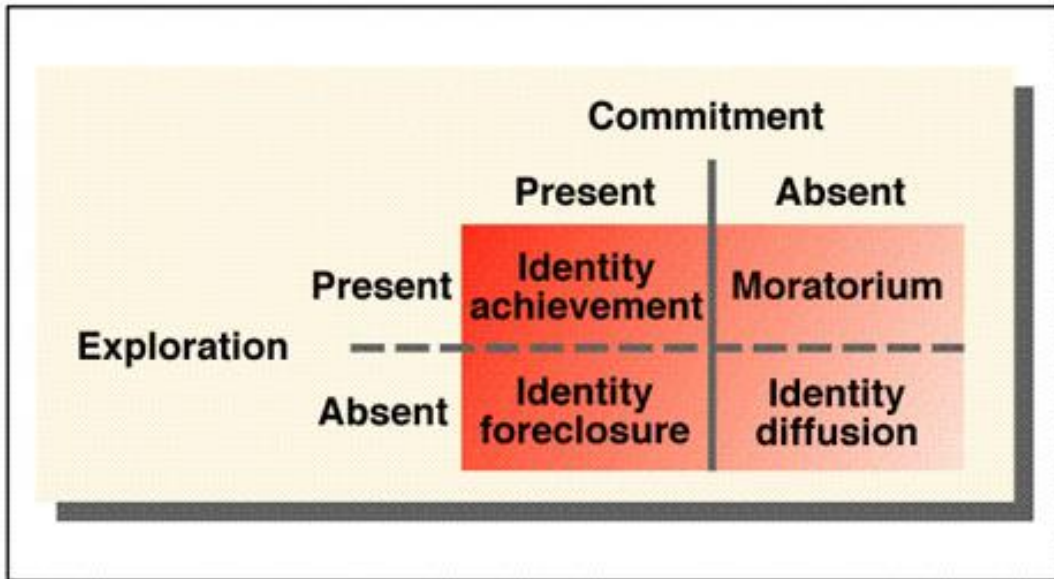 Commitment
Present Absent
Present
Identity
achievement
Moratorium
Exploration
Absent
Identity
foreclosure
Identity
diffusion